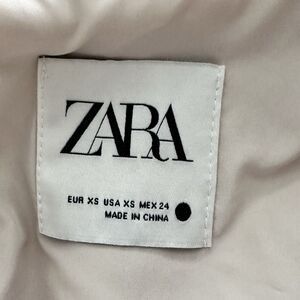 ZARA
EUR XS USA XS MEX 24
MADE IN CHINA